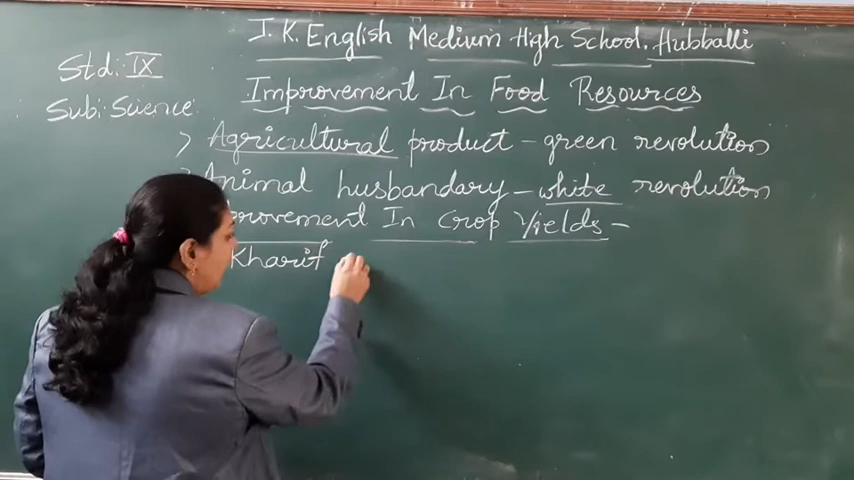 J.K. English Medium High School. Hubballi
Std: IX
Sub: Science
Improvement In Food Resources
> Agricultural product - green revolution
Animal husbandary - white revolution
provement In Crop Yields -
Kharif